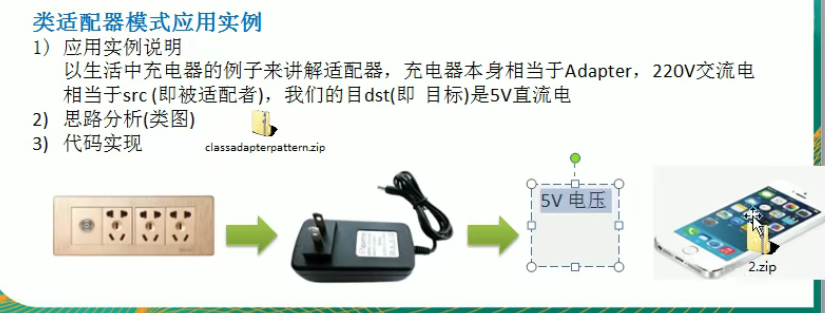 类适配器模式应用实例
1) 应用实例说明
以生活中充电器的例子来讲解适配器，充电器本身相当于Adapter，220V交流电
相当于src (即被适配者)，我们的目dst(即 目标)是5V直流电
2) 思路分析(类图)
3) 代码实现
classadapterpattern.zip
5V 电压
2.zip